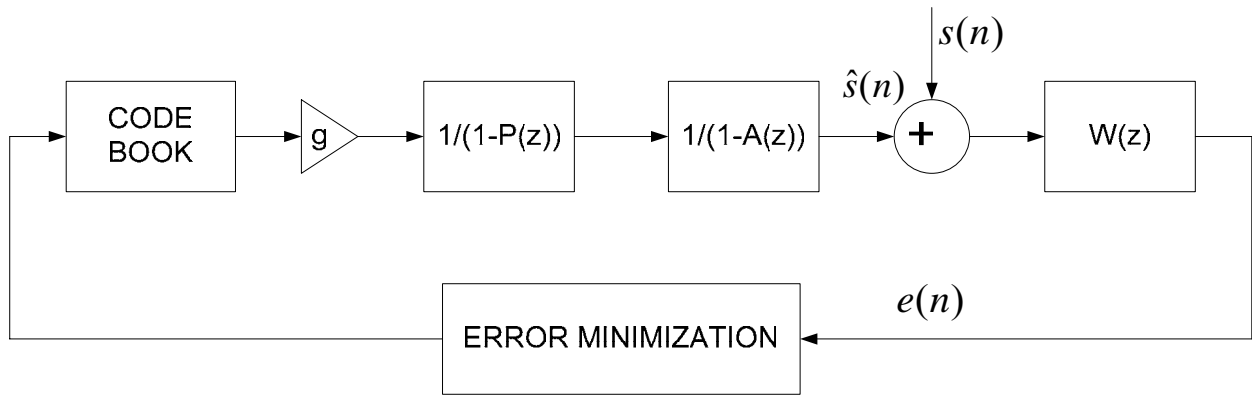 s(n)
ŝ(n)
CODE
BOOK
g
1/(1-P(z))
1/(1-A(z))
+
W(z)
e(n)
ERROR MINIMIZATION